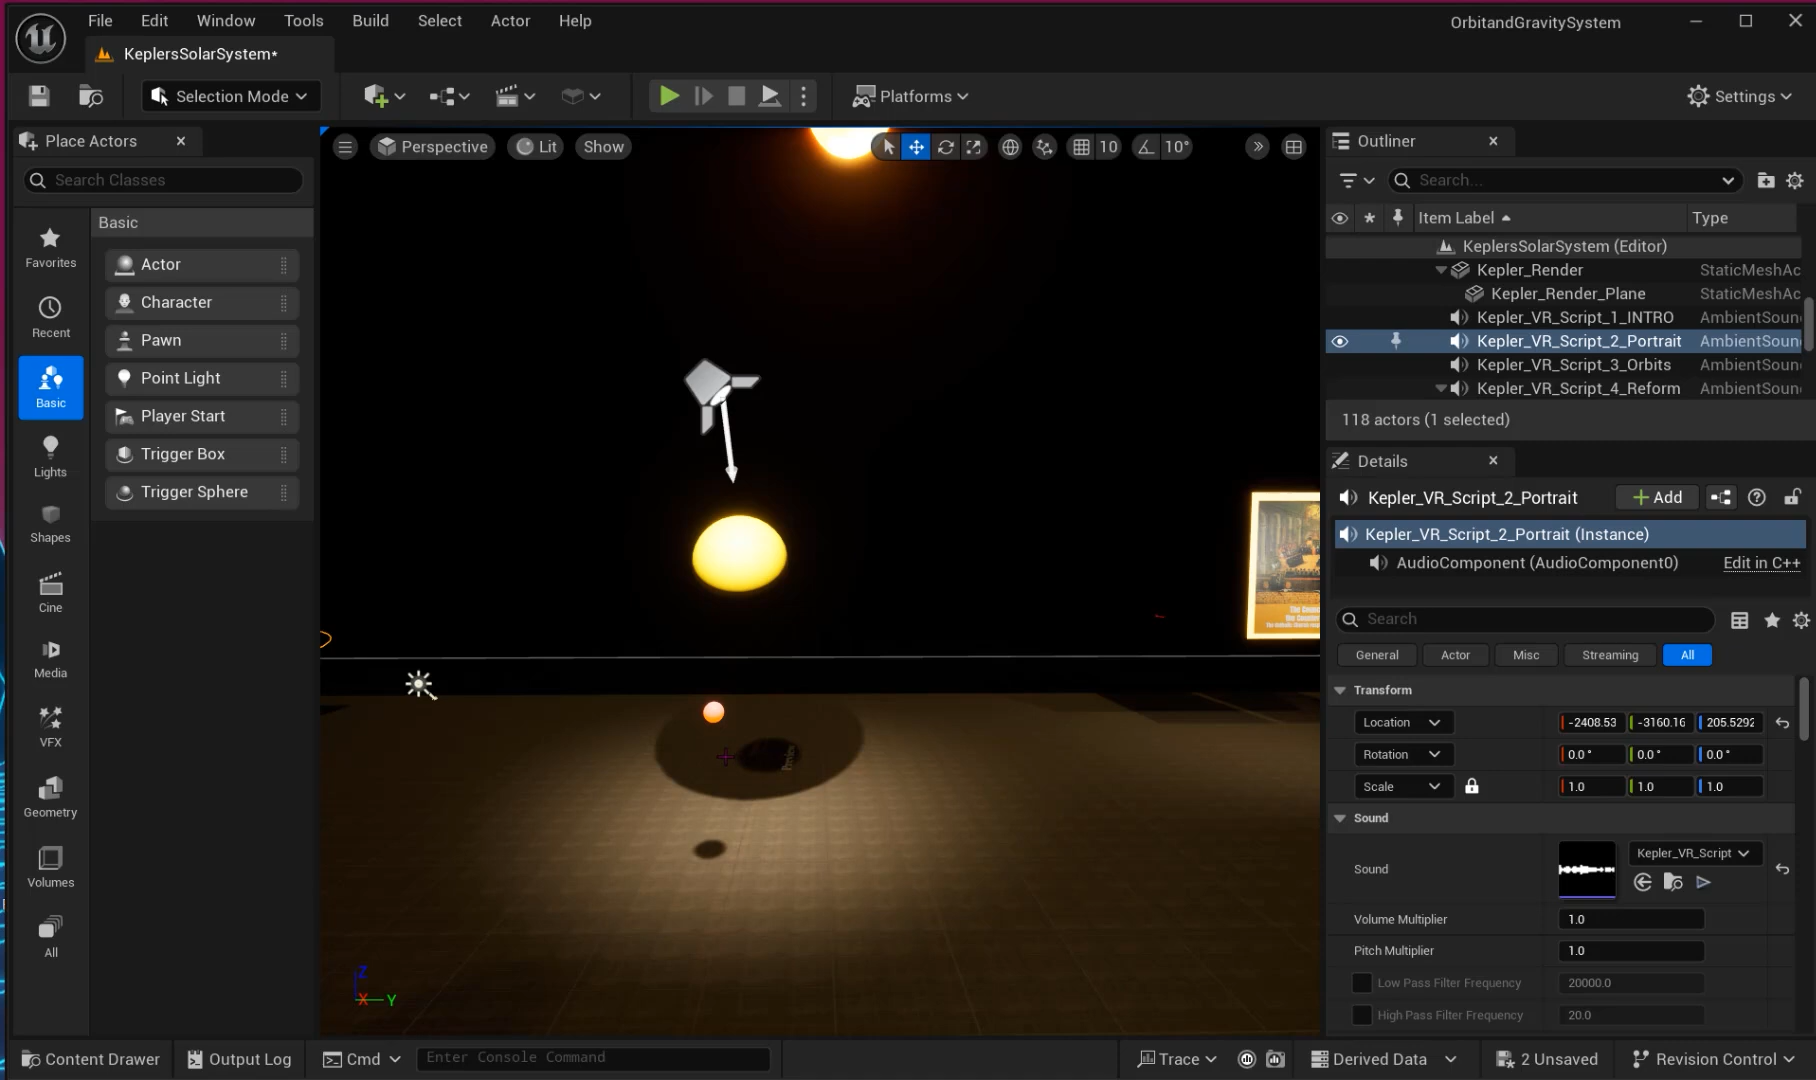 File Edit Window Tools Build Select Actor Help
OrbitandGravitySystem
KeplersSolarSystem*
Selection Mode
Platforms
Settings
Place Actors
Search Classes
Favorites
Recent
Basic
Lights
Shapes
Cine
Media
VFX
Geometry
Volumes
All
Basic
Actor
Character
Pawn
Point Light
Player Start
Trigger Box
Trigger Sphere
Perspective Lit Show 10 10°
Z
X Y
Outliner
Search...
Item Label Type
KeplersSolarSystem (Editor)
Kepler_Render StaticMeshAc
Kepler_Render_Plane StaticMeshAc
Kepler_VR_Script_1_INTRO AmbientSoun
Kepler_VR_Script_2_Portrait AmbientSoun
Kepler_VR_Script_3_Orbits AmbientSoun
Kepler_VR_Script_4_Reform AmbientSoun
118 actors (1 selected)
Details
Kepler_VR_Script_2_Portrait Add
Kepler_VR_Script_2_Portrait (Instance)
AudioComponent (AudioComponent0) Edit in C++
Search
General Actor Misc Streaming All
Transform
Location -2408.53 -3160.16 205.5292
Rotation 0.0° 0.0° 0.0°
Scale 1.0 1.0 1.0
Sound
Sound Kepler_VR_Script
Volume Multiplier 1.0
Pitch Multiplier 1.0
Low Pass Filter Frequency 20000.0
High Pass Filter Frequency 20.0
Content Drawer Output Log Cmd Enter Console Command Trace Derived Data 2 Unsaved Revision Control